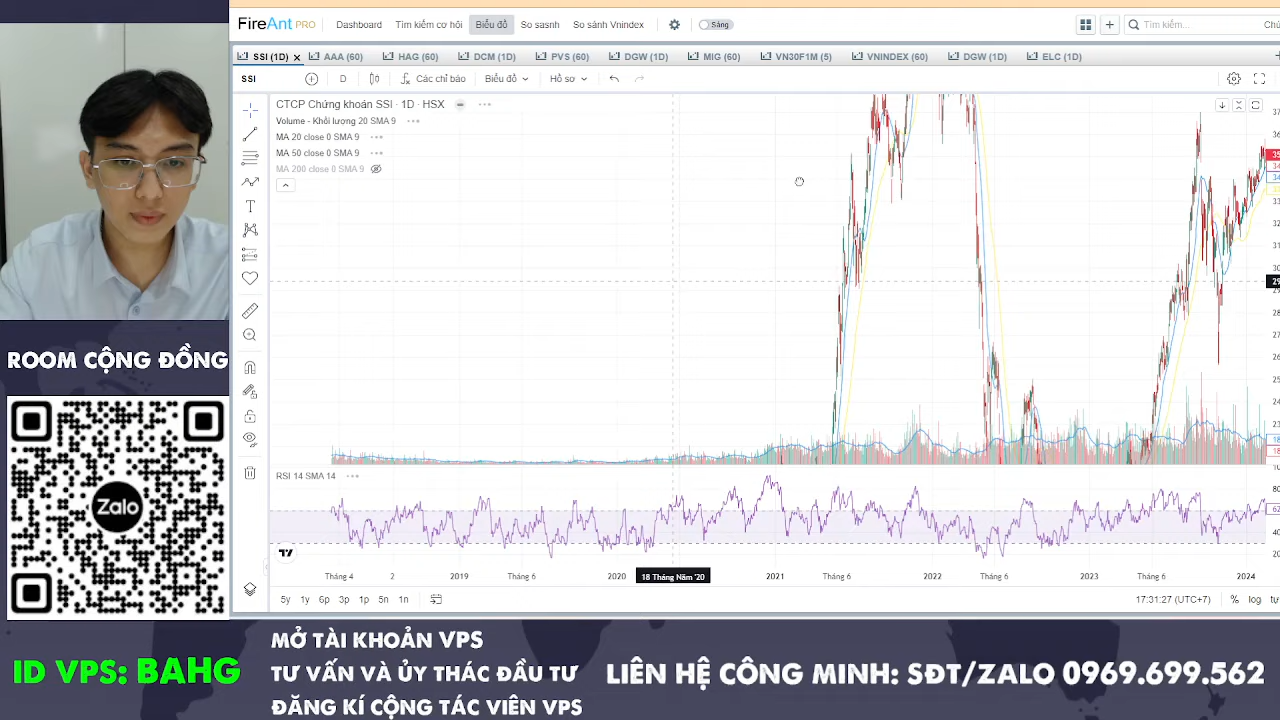 FireAnt PRO
Dashboard
Tìm kiếm cơ hội
Biểu đồ
So sasnh
So sánh Vnindex
Sáng
Tìm kiếm...
SSI (1D)
AAA (60)
HAG (60)
DCM (1D)
PVS (60)
DGW (1D)
MIG (60)
VN30F1M (5)
VNINDEX (60)
DGW (1D)
ELC (1D)
SSI
D
Các chỉ báo
Biểu đồ
Hồ sơ
CTCP Chứng khoán SSI · 1D · HSX
Volume - Khối lượng 20 SMA 9
MA 20 close 0 SMA 9
MA 50 close 0 SMA 9
MA 200 close 0 SMA 9
RSI 14 SMA 14
Tháng 4
2
2019
Tháng 6
2020
18 Tháng Năm '20
2021
Tháng 6
2022
Tháng 6
2023
Tháng 6
2024
5y
1y
6p
3p
1p
5n
1n
17:31:27 (UTC+7)
%
log
ROOM CỘNG ĐỒNG
Zalo
ID VPS: BAHG
MỞ TÀI KHOẢN VPS
TƯ VẤN VÀ ỦY THÁC ĐẦU TƯ
ĐĂNG KÍ CỘNG TÁC VIÊN VPS
LIÊN HỆ CÔNG MINH: SĐT/ZALO 0969.699.562